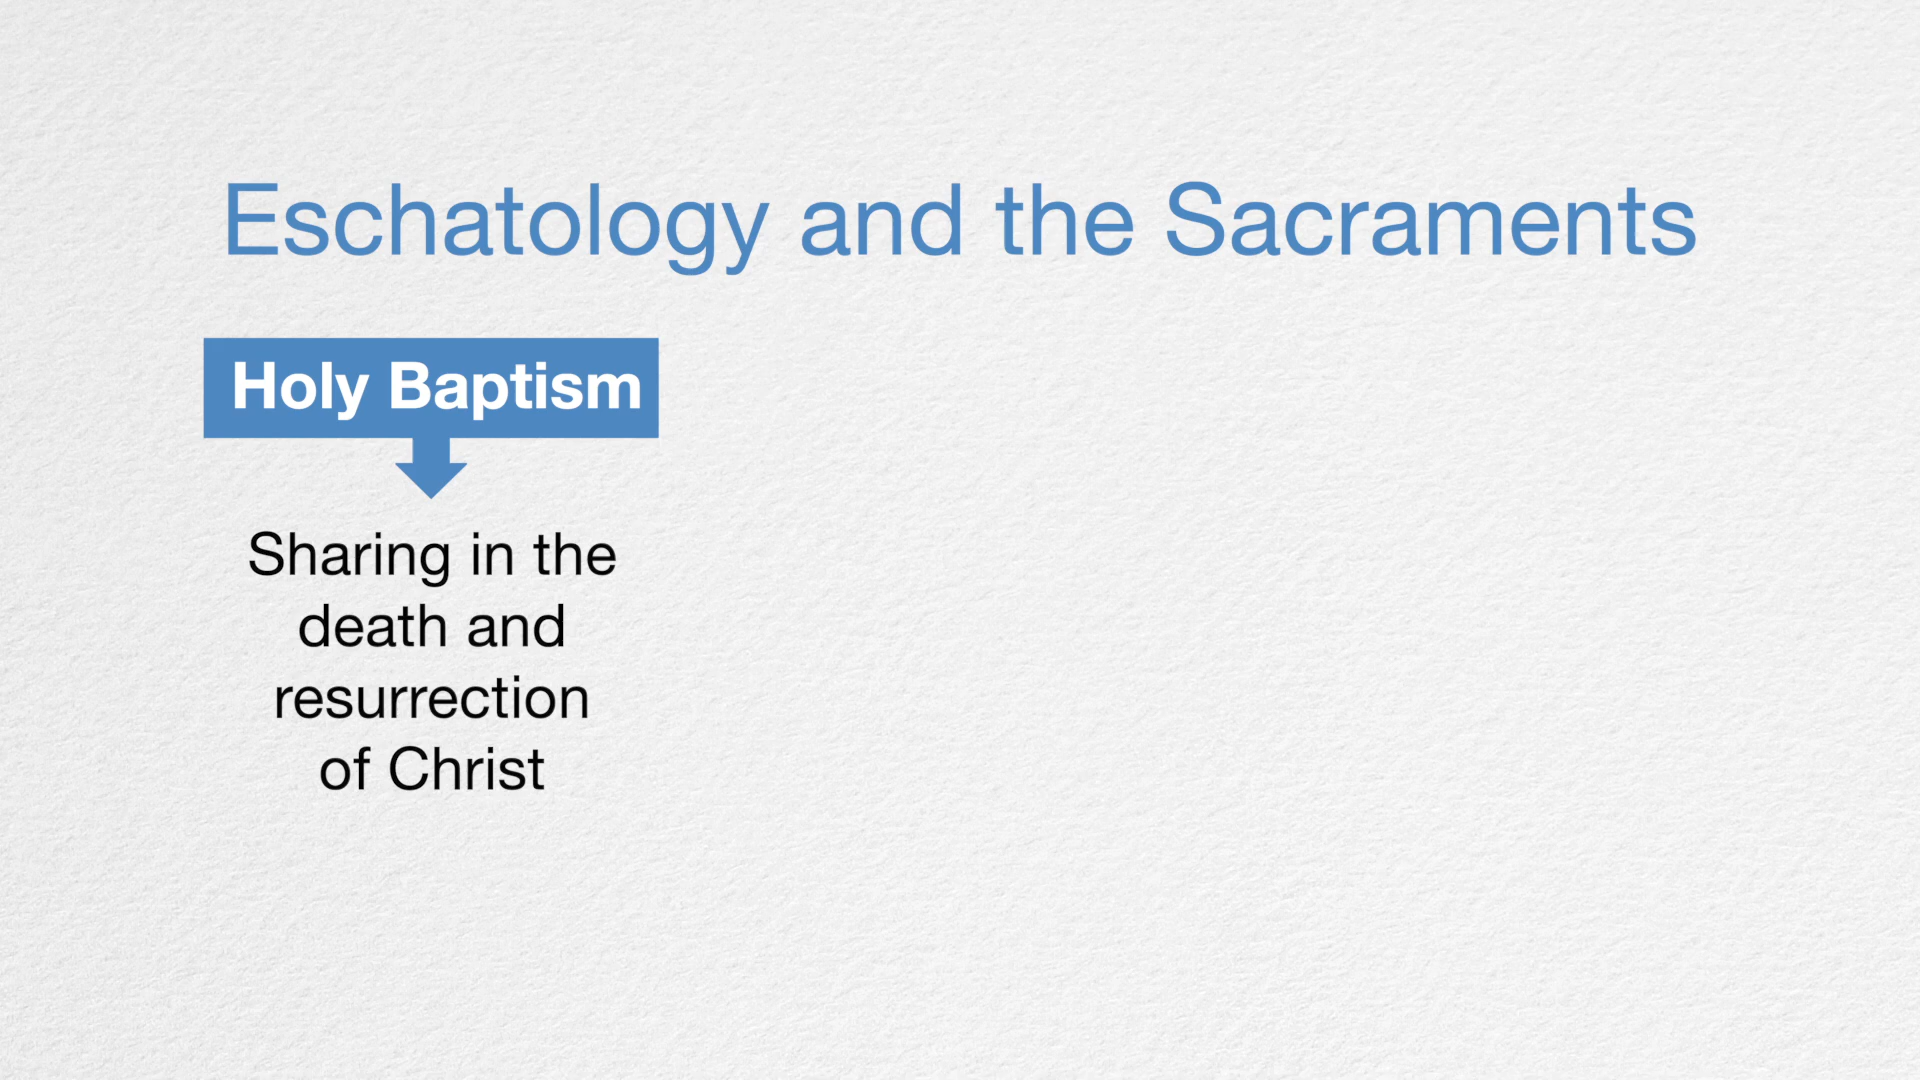 Eschatology and the Sacraments
Holy Baptism
Sharing in the
death and
resurrection
of Christ